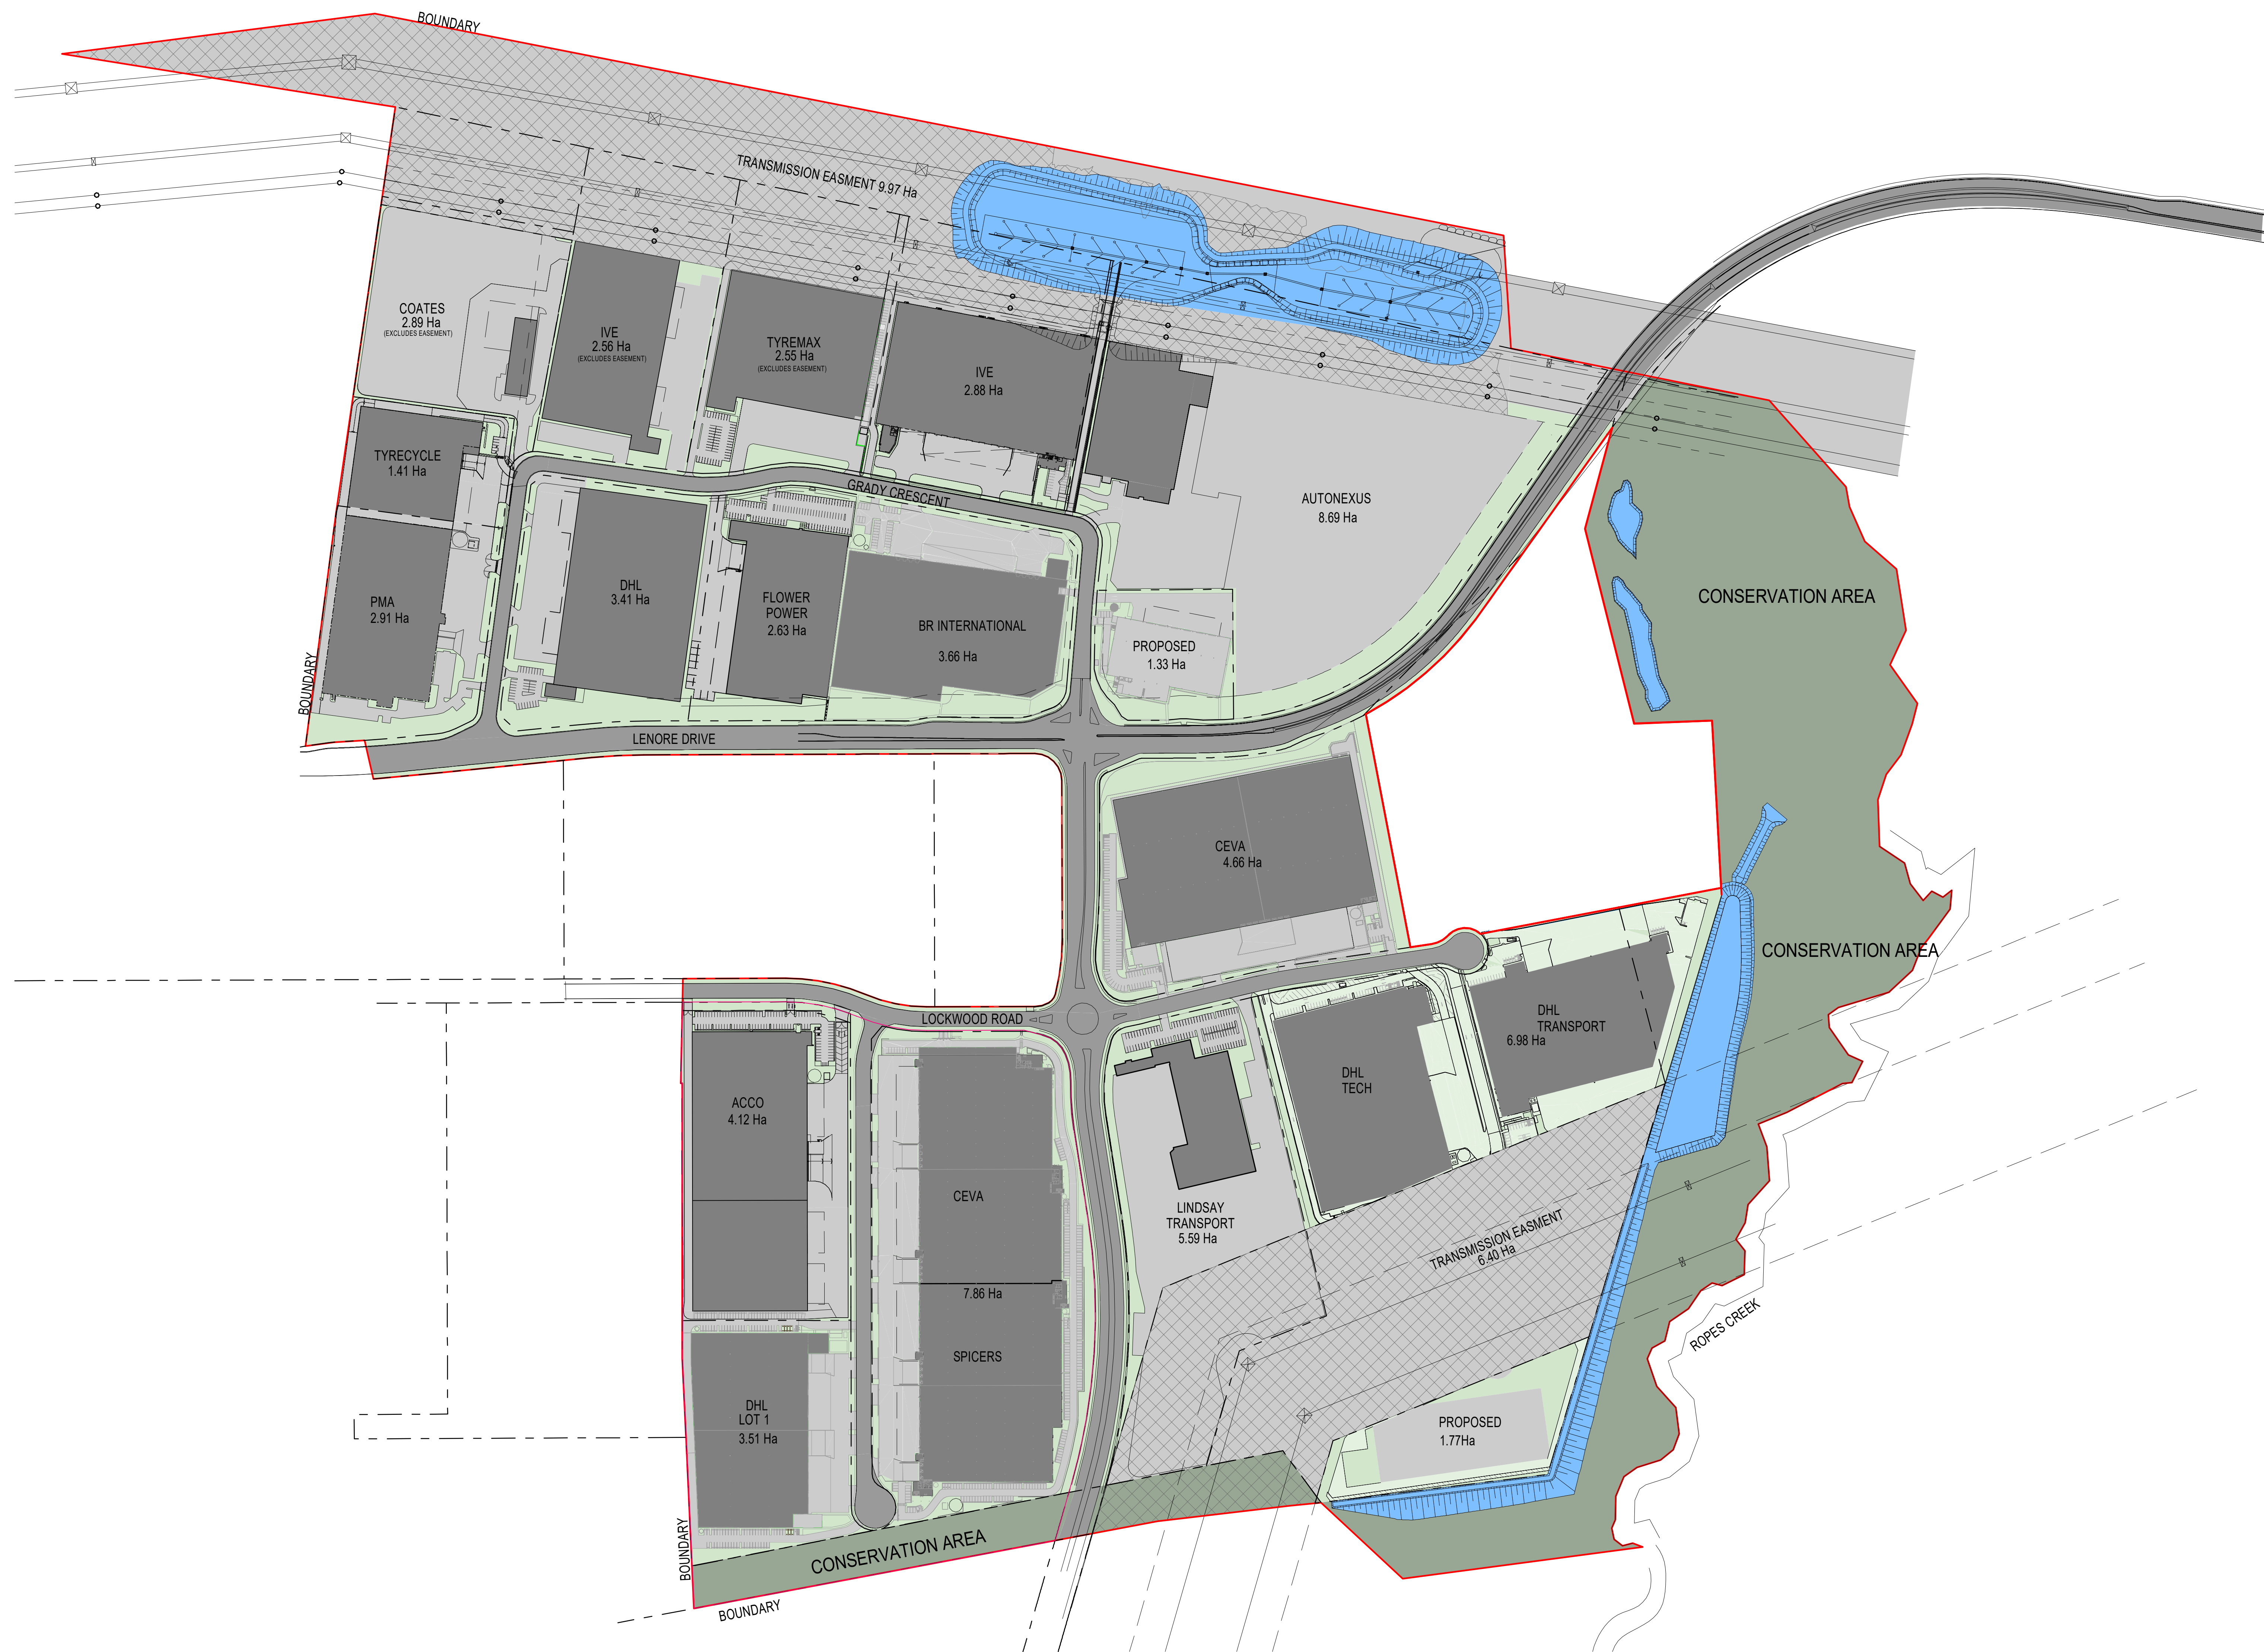 BOUNDARY
TRANSMISSION EASMENT 9.97 Ha
COATES
2.89 Ha
(EXCLUDES EASEMENT)
IVE
2.56 Ha
(EXCLUDES EASEMENT)
TYREMAX
2.55 Ha
(EXCLUDES EASEMENT)
IVE
2.88 Ha
TYRECYCLE
1.41 Ha
GRADY CRESCENT
AUTONEXUS
8.69 Ha
PMA
2.91 Ha
DHL
3.41 Ha
FLOWER
POWER
2.63 Ha
BR INTERNATIONAL
3.66 Ha
PROPOSED
1.33 Ha
CONSERVATION AREA
BOUNDARY
LENORE DRIVE
CEVA
4.66 Ha
CONSERVATION AREA
LOCKWOOD ROAD
DHL
TRANSPORT
6.98 Ha
DHL
TECH
ACCO
4.12 Ha
CEVA
7.86 Ha
SPICERS
LINDSAY
TRANSPORT
5.59 Ha
TRANSMISSION EASMENT
6.40 Ha
ROPES CREEK
DHL
LOT 1
3.51 Ha
PROPOSED
1.77Ha
BOUNDARY
CONSERVATION AREA
BOUNDARY